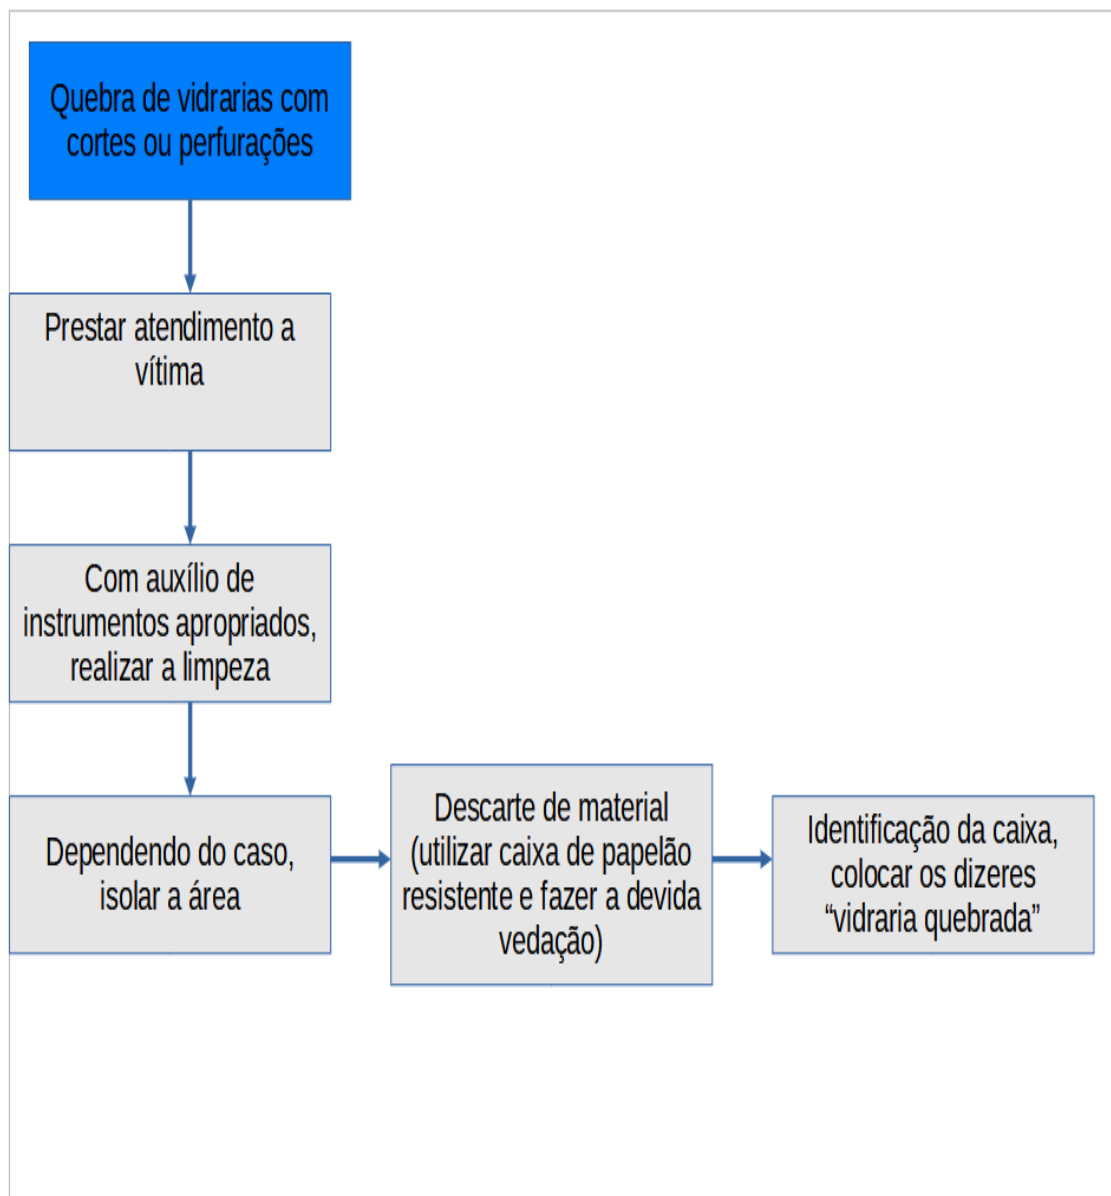 Quebra de vidrarias com
cortes ou perfurações
Prestar atendimento a
vítima
Com auxílio de
instrumentos apropriados,
realizar a limpeza
Dependendo do caso,
isolar a área
Descarte de material
(utilizar caixa de papelão
resistente e fazer a devida
vedação)
Identificação da caixa,
colocar os dizeres
“vidraria quebrada”